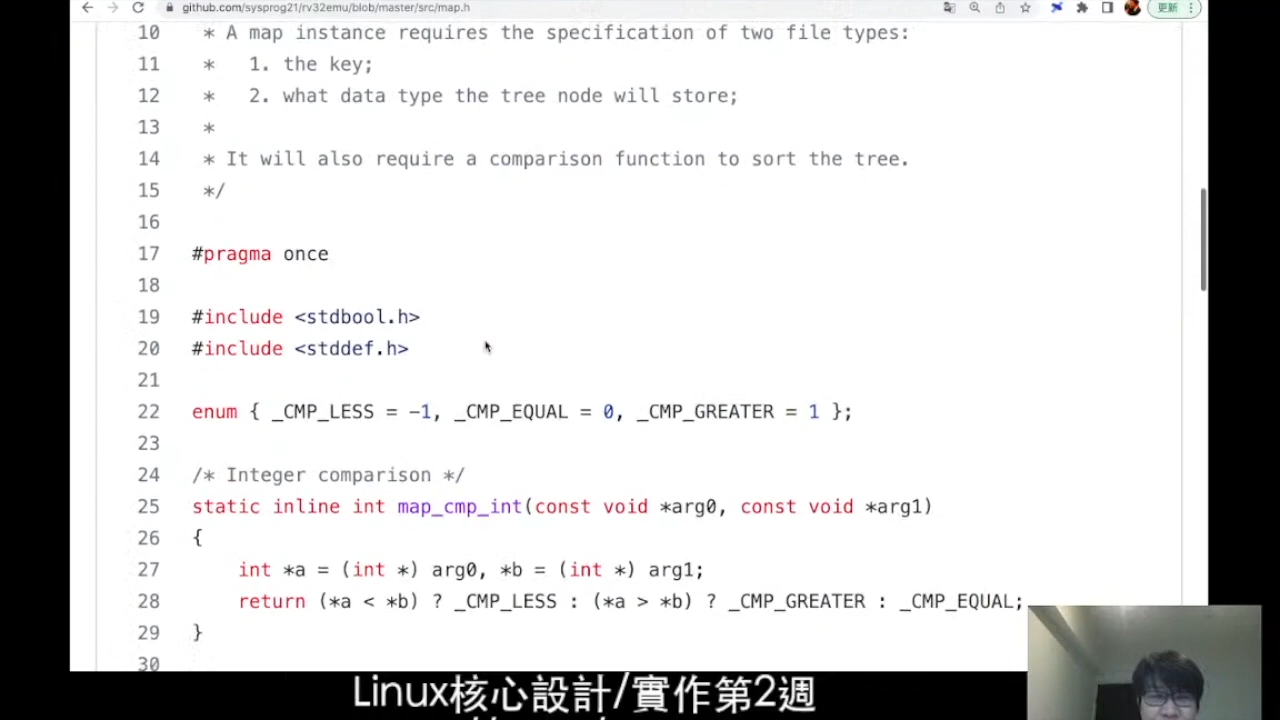 github.com/sysprog21/rv32emu/blob/master/src/map.h
更新
10 * A map instance requires the specification of two file types:
11 *   1. the key;
12 *   2. what data type the tree node will store;
13 *
14 * It will also require a comparison function to sort the tree.
15 */
16
17 #pragma once
18
19 #include <stdbool.h>
20 #include <stddef.h>
21
22 enum { _CMP_LESS = -1, _CMP_EQUAL = 0, _CMP_GREATER = 1 };
23
24 /* Integer comparison */
25 static inline int map_cmp_int(const void *arg0, const void *arg1)
26 {
27     int *a = (int *) arg0, *b = (int *) arg1;
28     return (*a < *b) ? _CMP_LESS : (*a > *b) ? _CMP_GREATER : _CMP_EQUAL;
29 }
30
Linux核心設計/實作第2週